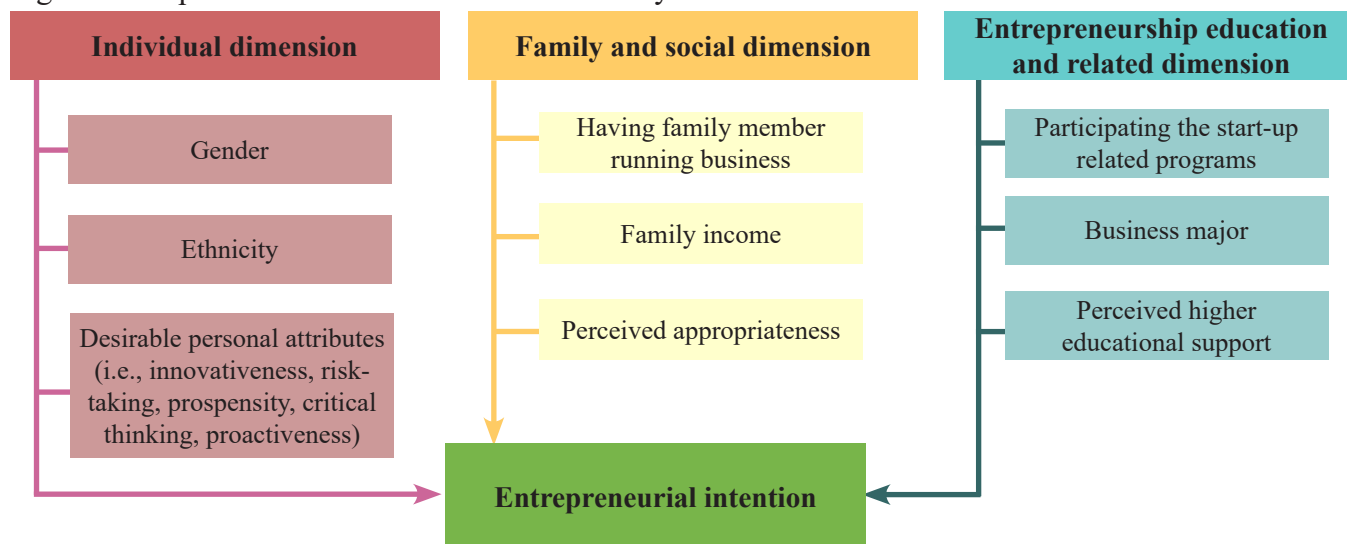 Individual dimension
Gender
Ethnicity
Desirable personal attributes
(i.e., innovativeness, risk-
taking, prospensity, critical
thinking, proactiveness)
Family and social dimension
Having family member
running business
Family income
Perceived appropriateness
Entrepreneurship education
and related dimension
Participating the start-up
related programs
Business major
Perceived higher
educational support
Entrepreneurial intention